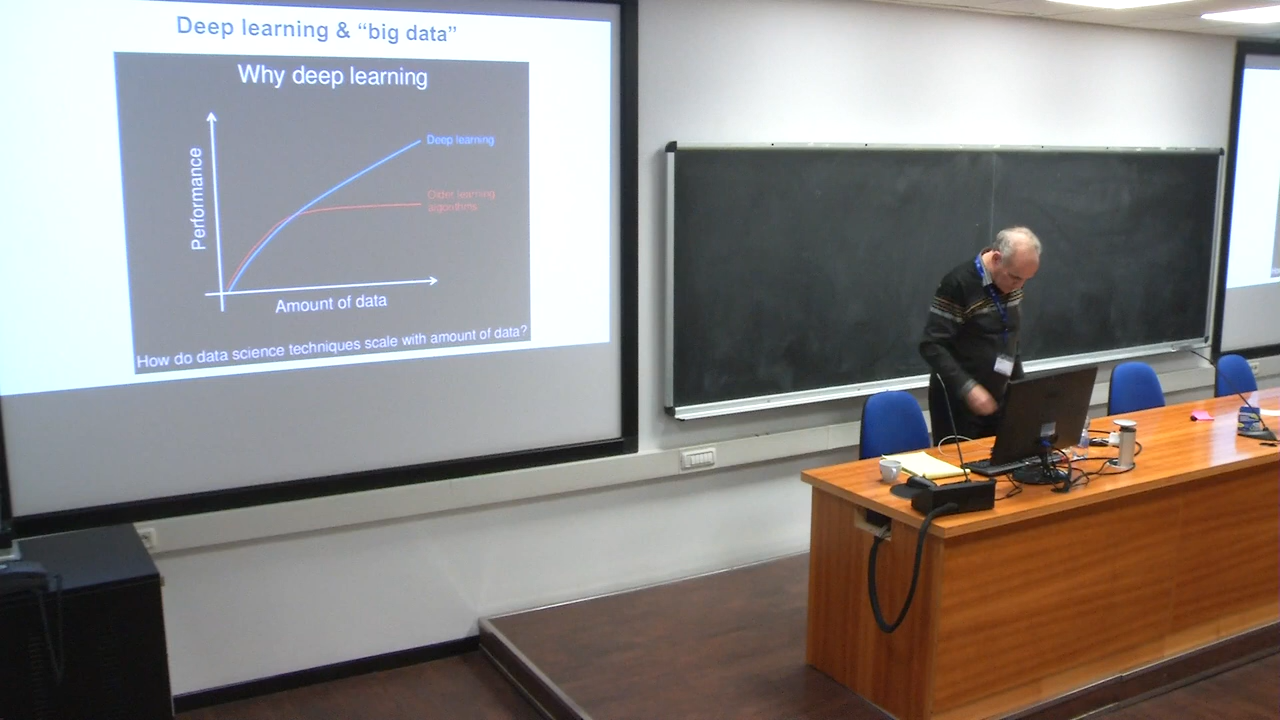 Deep learning & “big data”
Why deep learning
Performance
Deep learning
Older learning
algorithms
Amount of data
How do data science techniques scale with amount of data?